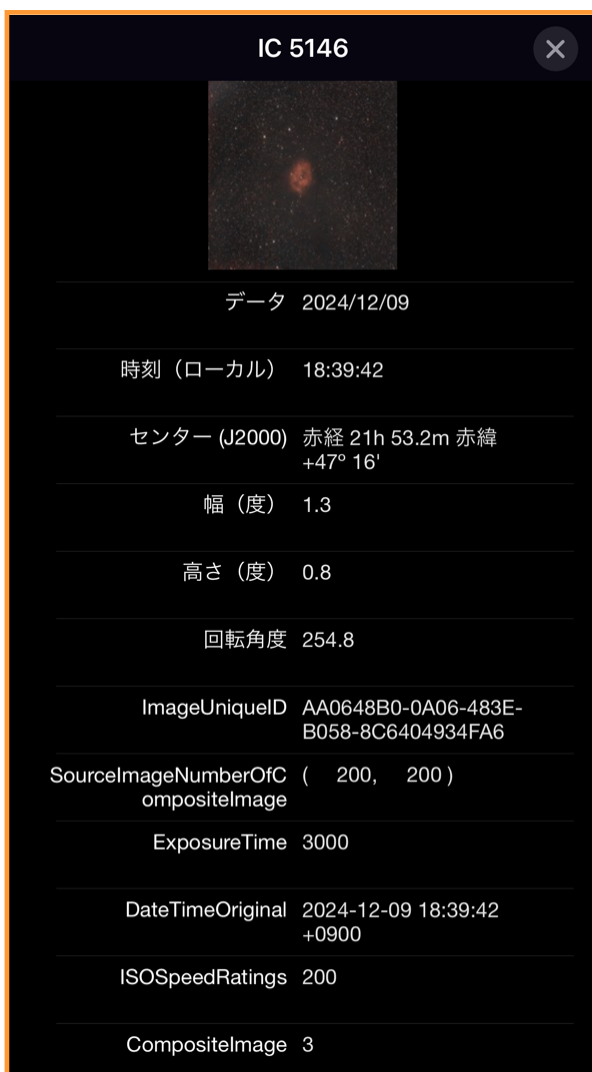 IC 5146
データ 2024/12/09
時刻（ローカル） 18:39:42
センター (J2000) 赤経 21h 53.2m 赤緯
+47º 16'
幅（度） 1.3
高さ（度） 0.8
回転角度 254.8
ImageUniqueID AA0648B0-0A06-483E-
B058-8C6404934FA6
SourceImageNumberOfC ( 200, 200 )
ompositeImage
ExposureTime 3000
DateTimeOriginal 2024-12-09 18:39:42
+0900
ISOSpeedRatings 200
CompositeImage 3